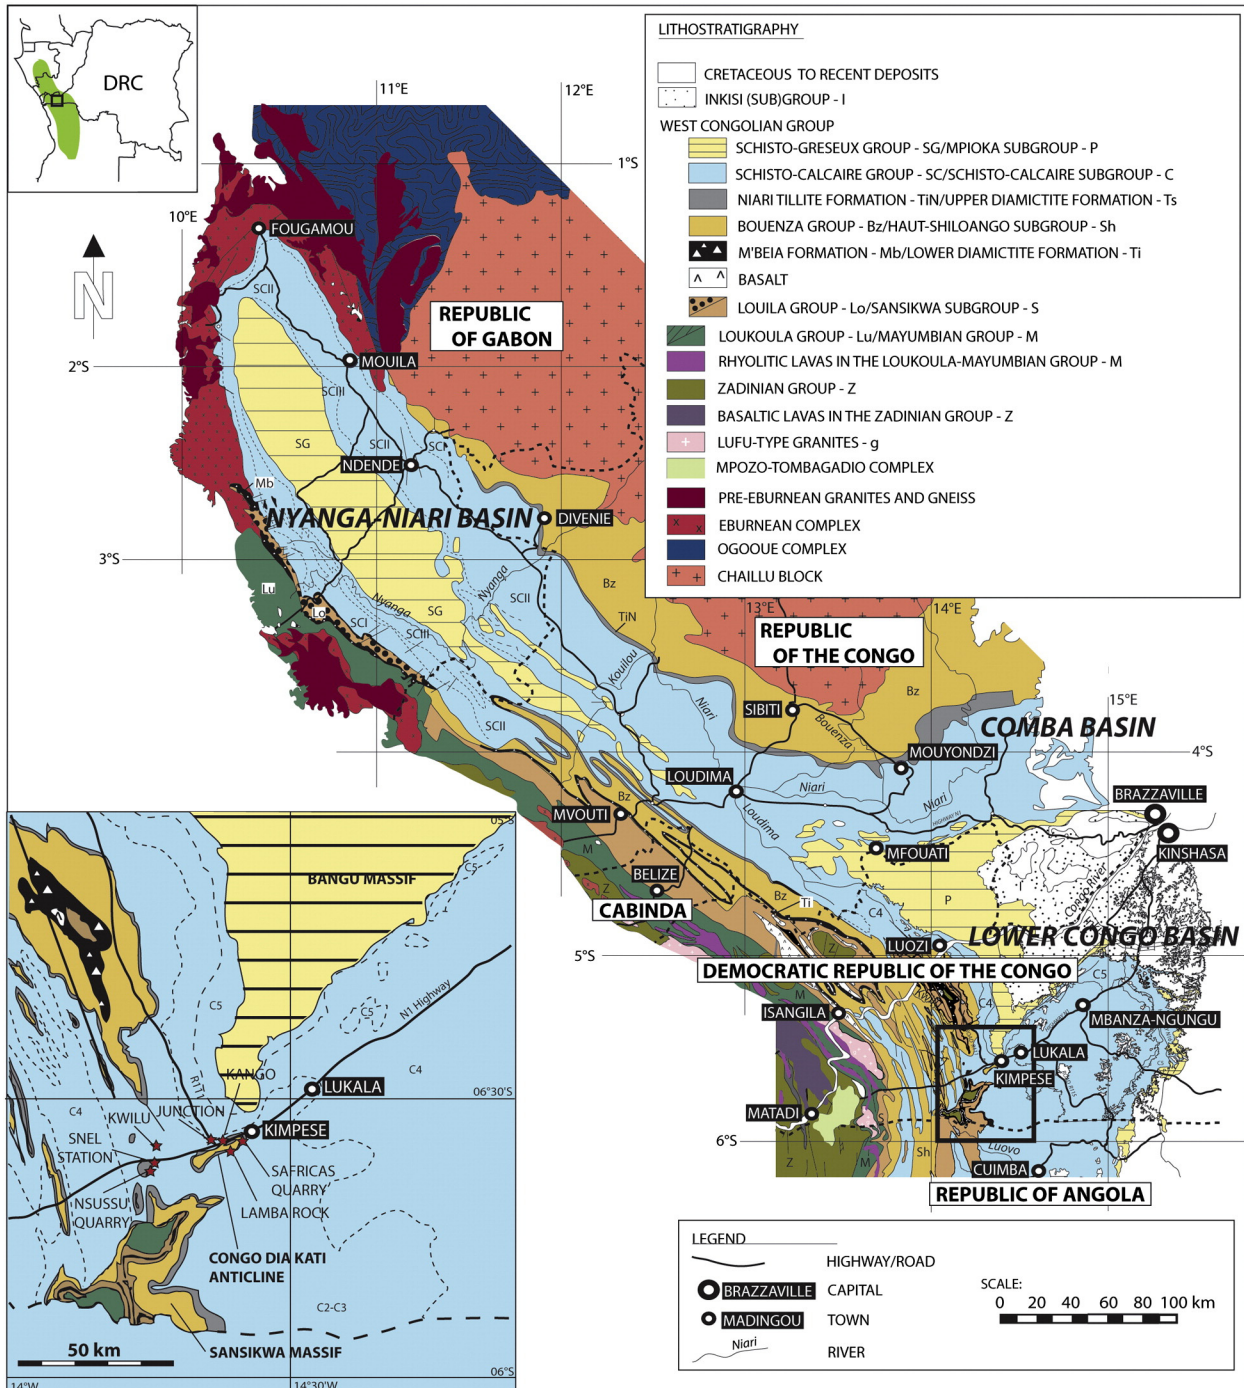 DRC
11°E
12°E
1°S
10°E
N
2°S
3°S
13°E
14°E
15°E
4°S
5°S
6°S
LITHOSTRATIGRAPHY
CRETACEOUS TO RECENT DEPOSITS
INKISI (SUB)GROUP - I
WEST CONGOLIAN GROUP
SCHISTO-GRESEUX GROUP - SG/MPIOKA SUBGROUP - P
SCHISTO-CALCAIRE GROUP - SC/SCHISTO-CALCAIRE SUBGROUP - C
NIARI TILLITE FORMATION - TiN/UPPER DIAMICTITE FORMATION - Ts
BOUENZA GROUP - Bz/HAUT-SHILOANGO SUBGROUP - Sh
M'BEIA FORMATION - Mb/LOWER DIAMICTITE FORMATION - Ti
BASALT
LOUILA GROUP - Lo/SANSIKWA SUBGROUP - S
LOUKOULA GROUP - Lu/MAYUMBIAN GROUP - M
RHYOLITIC LAVAS IN THE LOUKOULA-MAYUMBIAN GROUP - M
ZADINIAN GROUP - Z
BASALTIC LAVAS IN THE ZADINIAN GROUP - Z
LUFU-TYPE GRANITES - g
MPOZO-TOMBAGADIO COMPLEX
PRE-EBURNEAN GRANITES AND GNEISS
EBURNEAN COMPLEX
OGOOUE COMPLEX
CHAILLU BLOCK
FOUGAMOU
SCII
REPUBLIC
OF GABON
MOUILA
SCIII
SG
SCII
SCI
NDENDE
Mb
NYANGA-NIARI BASIN
DIVENIE
Nyanga
Bz
Lu
Lo
Nyanga
SG
SCII
TiN
SCI
SCIII
REPUBLIC
OF THE CONGO
Kouilou
Bz
Niari
SIBITI
Bouenza
SCII
COMBA BASIN
MOUYONDZI
LOUDIMA
Niari
Niari
HIGHWAY N1
BRAZZAVILLE
Bz
MVOUTI
Loudima
MFOUATI
KINSHASA
M
BELIZE
Z
Congo River
CABINDA
Bz
Ti
C4
P
LUOZI
LOWER CONGO BASIN
Z
DEMOCRATIC REPUBLIC OF THE CONGO
C5
M
C4
ISANGILA
MBANZA-NGUNGU
LUKALA
KIMPESE
MATADI
Luovo
Z
M
Sh
CUIMBA
REPUBLIC OF ANGOLA
05°S
BANGU MASSIF
C5
C5
C5
N1 Highway
KANGO
LUKALA
C4
R1T1
06°30'S
C4
JUNCTION
KWILU
KIMPESE
SNEL
STATION
SAFRICAS
QUARRY
NSUSSU
QUARRY
LAMBA ROCK
CONGO DIA KATI
ANTICLINE
C2-C3
50 km
SANSIKWA MASSIF
06°S
14°W
14°30'W
LEGEND
HIGHWAY/ROAD
BRAZZAVILLE CAPITAL
MADINGOU TOWN
Niari RIVER
SCALE:
0 20 40 60 80 100 km